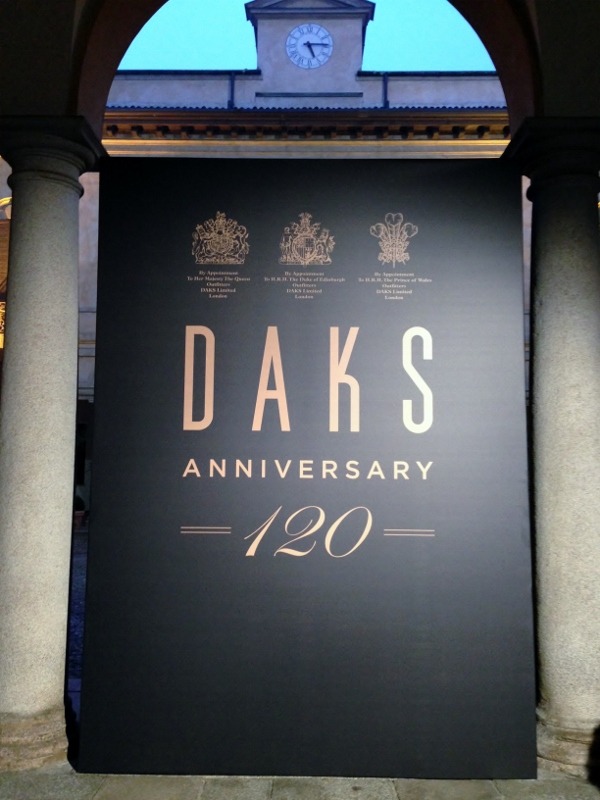 By Appointment
To Her Majesty The Queen
Outfitters
DAKS Limited
London
By Appointment
To H.R.H. The Duke of Edinburgh
Outfitters
DAKS Limited
London
By Appointment
To H.R.H. The Prince of Wales
Outfitters
DAKS Limited
London
DAKS
ANNIVERSARY
120